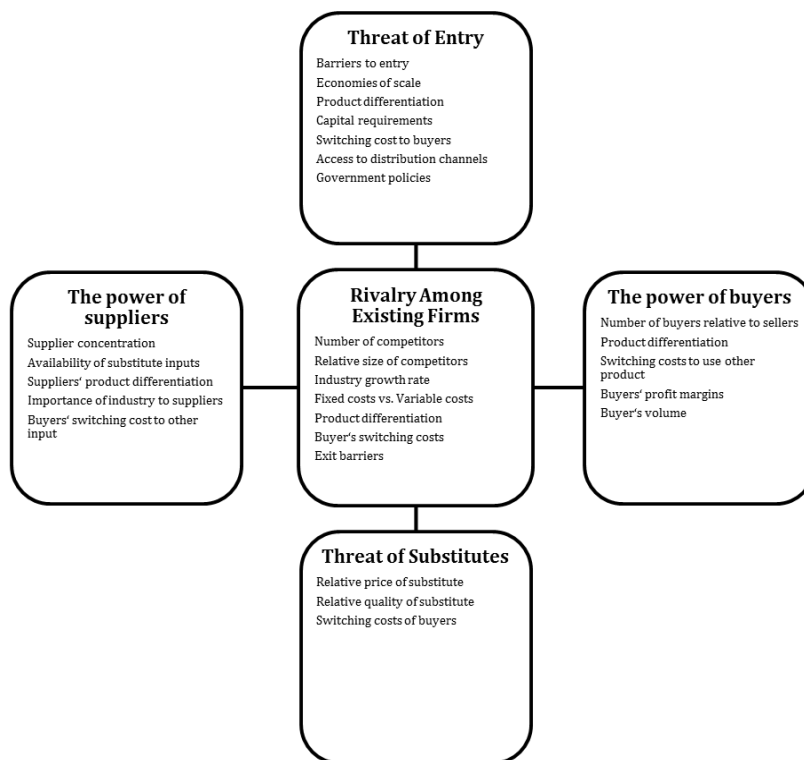 Threat of Entry
Barriers to entry
Economies of scale
Product differentiation
Capital requirements
Switching cost to buyers
Access to distribution channels
Government policies
The power of
suppliers
Supplier concentration
Availability of substitute inputs
Suppliers‘ product differentiation
Importance of industry to suppliers
Buyers‘ switching cost to other
input
Rivalry Among
Existing Firms
Number of competitors
Relative size of competitors
Industry growth rate
Fixed costs vs. Variable costs
Product differentiation
Buyer‘s switching costs
Exit barriers
The power of buyers
Number of buyers relative to sellers
Product differentiation
Switching costs to use other
product
Buyers‘ profit margins
Buyer‘s volume
Threat of Substitutes
Relative price of substitute
Relative quality of substitute
Switching costs of buyers